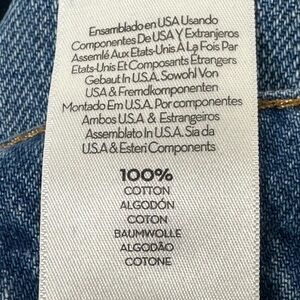 Ensamblado en USA Usando
Componentes De USA Y Extranjeros
Assemlé Aux Etats-Unis À La Fois Par
Etats-Unis Et Composants Étrangers
Gebaut In U.S.A. Sowohl Von
USA & Fremdkomponenten
Montado Em U.S.A. Por componentes
Ambos U.S.A & Estrangeiros
Assemblato In U.S.A. Sia da
U.S.A & Esteri Components
100%
COTTON
ALGODÓN
COTON
BAUMWOLLE
ALGODÃO
COTONE